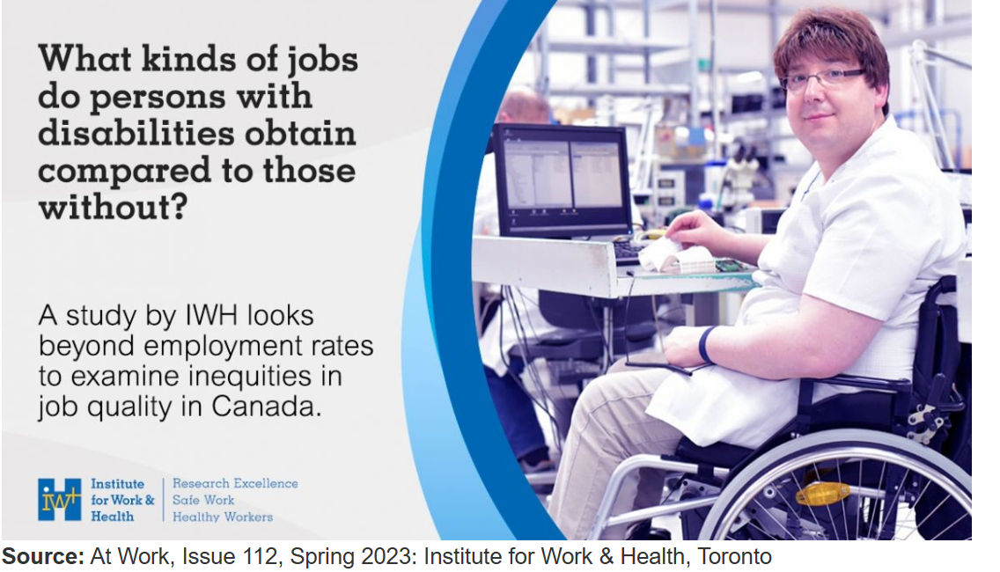 What kinds of jobs
do persons with
disabilities obtain
compared to those
without?
A study by IWH looks
beyond employment rates
to examine inequities in
job quality in Canada.
iwh
Institute
for Work &
Health
Research Excellence
Safe Work
Healthy Workers
Source: At Work, Issue 112, Spring 2023: Institute for Work & Health, Toronto